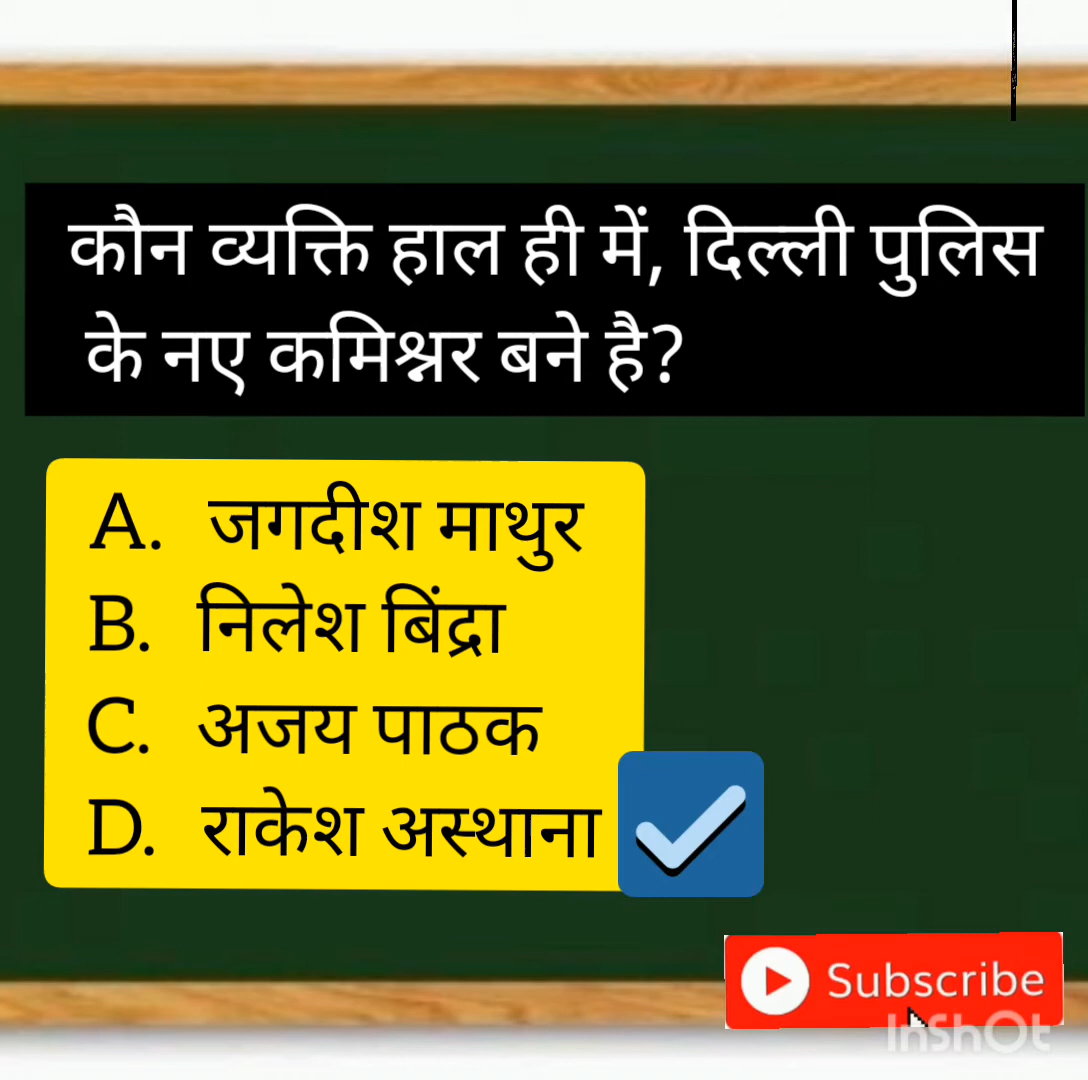 कौन व्यक्ति हाल ही में, दिल्ली पुलिस
के नए कमिश्नर बने है?
A. जगदीश माथुर
B. निलेश बिंद्रा
C. अजय पाठक
D. राकेश अस्थाना
Subscribe
InShOt